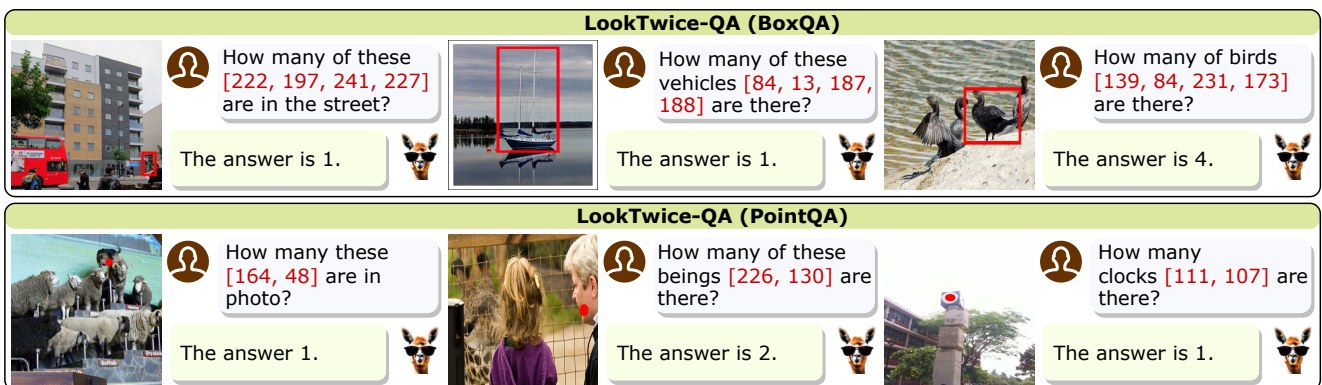 LookTwice-QA (BoxQA)
How many of these
[222, 197, 241, 227]
are in the street?
The answer is 1.
How many of these
vehicles [84, 13, 187,
188] are there?
The answer is 1.
How many of birds
[139, 84, 231, 173]
are there?
The answer is 4.
LookTwice-QA (PointQA)
How many these
[164, 48] are in
photo?
The answer 1.
How many of these
beings [226, 130] are
there?
The answer is 2.
How many
clocks [111, 107] are
there?
The answer is 1.